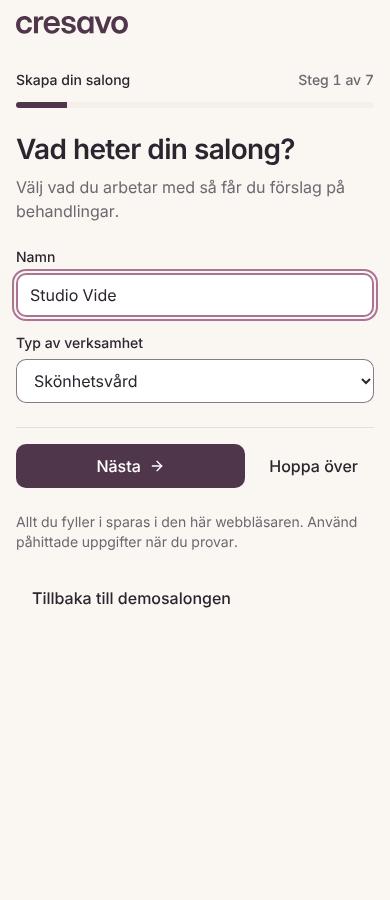 cresavo
Skapa din salong
Steg 1 av 7
Vad heter din salong?
Välj vad du arbetar med så får du förslag på
behandlingar.
Namn
Studio Vide
Typ av verksamhet
Skönhetsvård
Nästa →
Hoppa över
Allt du fyller i sparas i den här webbläsaren. Använd
påhittade uppgifter när du provar.
Tillbaka till demosalongen